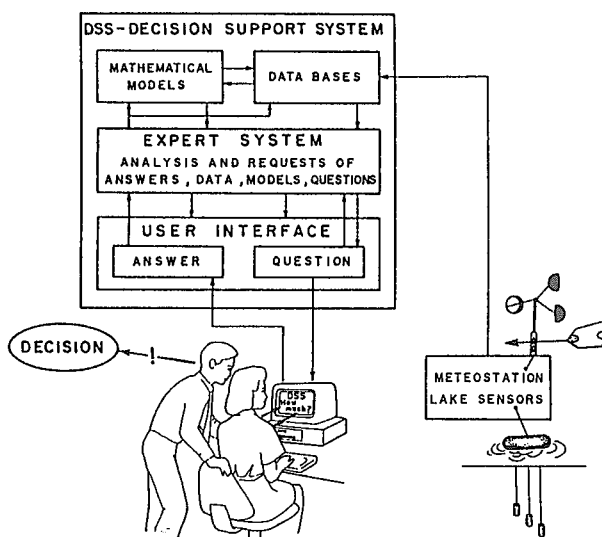 DSS-DECISION SUPPORT SYSTEM
MATHEMATICAL
MODELS
DATA BASES
EXPERT SYSTEM
ANALYSIS AND REQUESTS OF
ANSWERS, DATA, MODELS, QUESTIONS
USER INTERFACE
ANSWER
QUESTION
DECISION
!
DSS
How
much?
METEOSTATION
LAKE SENSORS